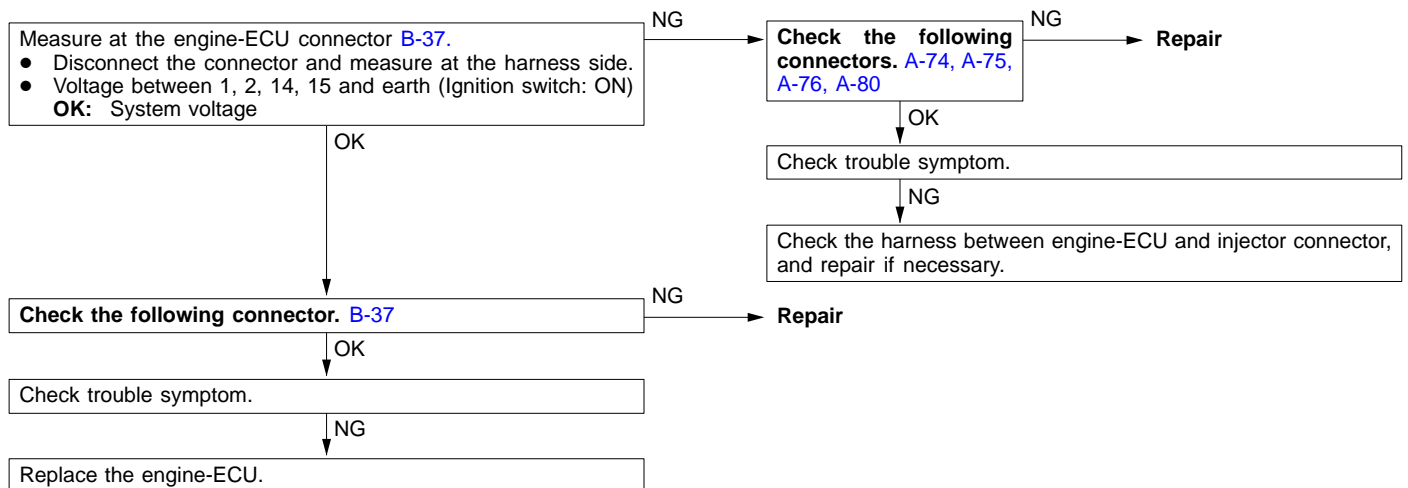 Measure at the engine-ECU connector B-37.
● Disconnect the connector and measure at the harness side.
● Voltage between 1, 2, 14, 15 and earth (Ignition switch: ON)
OK: System voltage
NG
Check the following
connectors. A-74, A-75,
A-76, A-80
NG
Repair
OK
Check trouble symptom.
NG
Check the harness between engine-ECU and injector connector,
and repair if necessary.
OK
Check the following connector. B-37
NG
Repair
OK
Check trouble symptom.
NG
Replace the engine-ECU.